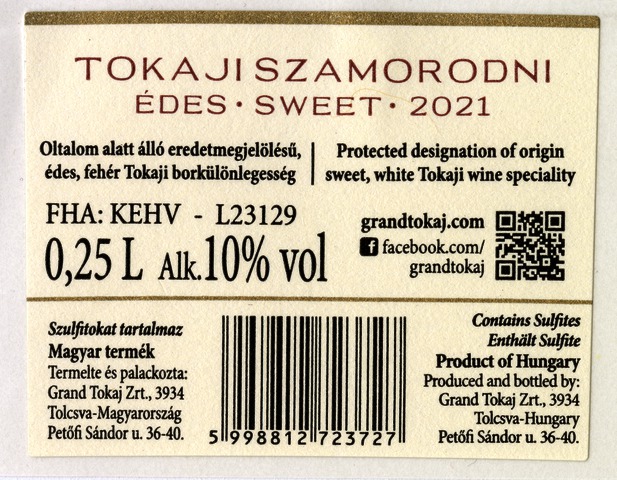 TOKAJI SZAMORODNI
ÉDES • SWEET • 2021
Oltalom alatt álló eredetmegjelölésű,
édes, fehér Tokaji borkülönlegesség
Protected designation of origin
sweet, white Tokaji wine speciality
FHA: KEHV - L23129
0,25 L Alk.10% vol
grandtokaj.com
facebook.com/
grandtokaj
Szulfitokat tartalmaz
Magyar termék
Termelte és palackozta:
Grand Tokaj Zrt., 3934
Tolcsva-Magyarország
Petőfi Sándor u. 36-40.
5 998812 723727
Contains Sulfites
Enthält Sulfite
Product of Hungary
Produced and bottled by:
Grand Tokaj Zrt., 3934
Tolcsva-Hungary
Petőfi Sándor u. 36-40.